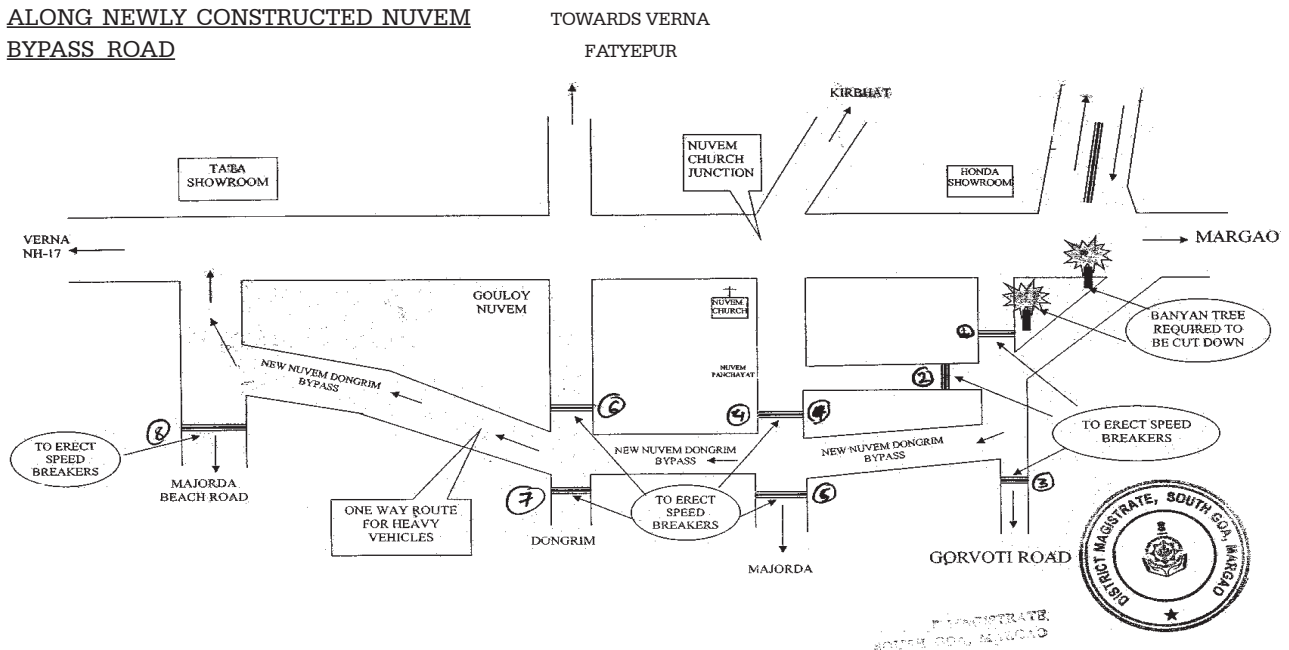 ALONG NEWLY CONSTRUCTED NUVEM
BYPASS ROAD
TOWARDS VERNA
FATYEPUR
KIRBHAT
TATA
SHOWROOM
NUVEM
CHURCH
JUNCTION
HONDA
SHOWROOM
VERNA
NH-17
MARGAO
GOULOY
NUVEM
NUVEM
CHURCH
1
BANYAN TREE
REQUIRED TO
BE CUT DOWN
NEW NUVEM DONGRIM
BYPASS
NUVEM
PANCHAYAT
2
6
4
4
8
TO ERECT
SPEED
BREAKERS
TO ERECT SPEED
BREAKERS
NEW NUVEM DONGRIM
BYPASS
NEW NUVEM DONGRIM
BYPASS
MAJORDA
BEACH ROAD
ONE WAY ROUTE
FOR HEAVY
VEHICLES
7
TO ERECT
SPEED
BREAKERS
5
3
DONGRIM
MAJORDA
GORVOTI ROAD
DISTRICT MAGISTRATE, SOUTH GOA, MARGAO
MAGISTRATE,
SOUTH GOA, MARGAO